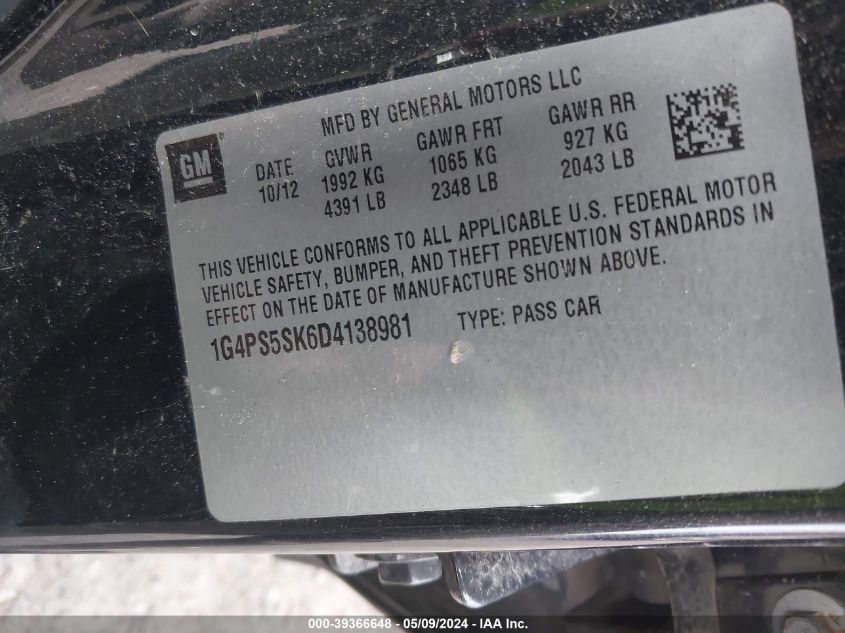 MFD BY GENERAL MOTORS LLC
GM
DATE GVWR GAWR FRT GAWR RR
10/12 1992 KG 1065 KG 927 KG
4391 LB 2348 LB 2043 LB
THIS VEHICLE CONFORMS TO ALL APPLICABLE U.S. FEDERAL MOTOR
VEHICLE SAFETY, BUMPER, AND THEFT PREVENTION STANDARDS IN
EFFECT ON THE DATE OF MANUFACTURE SHOWN ABOVE.
1G4PS5SK6D4138981 TYPE: PASS CAR
000-39366648 - 05/09/2024 - IAAI Inc.